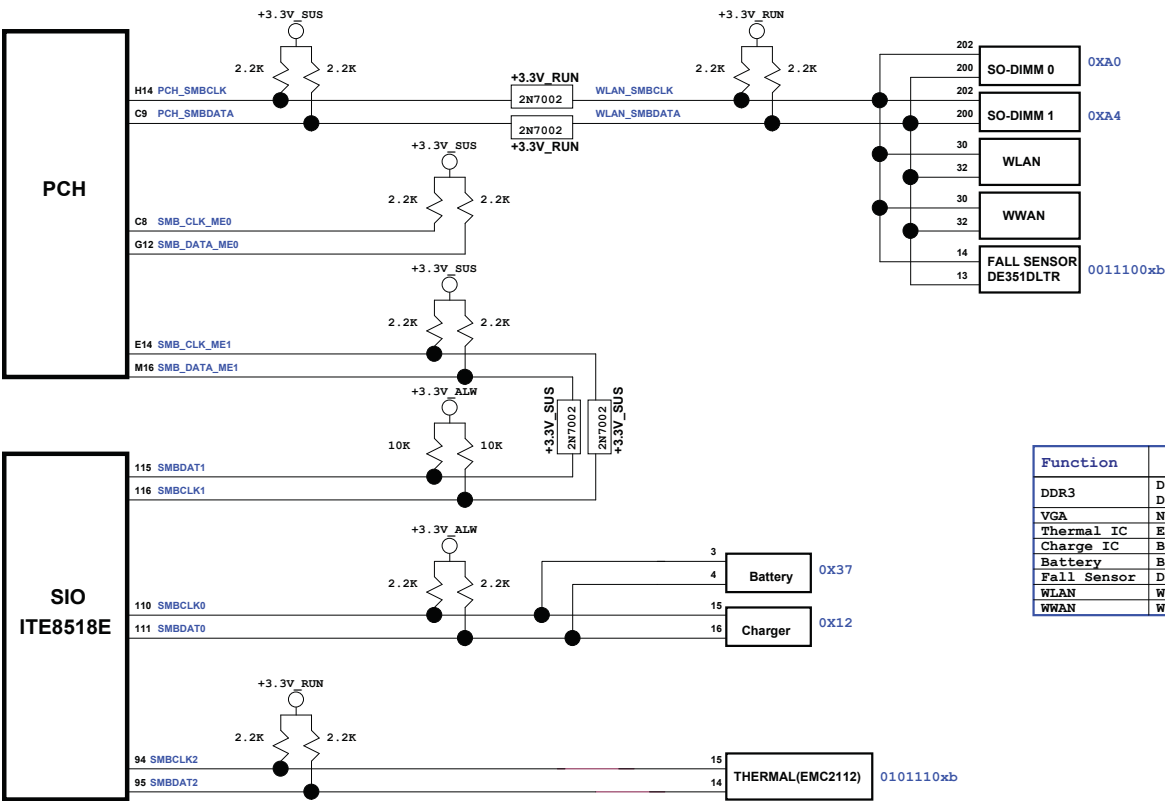 +3.3V_SUS
+3.3V_RUN
2.2K
2.2K
2.2K
2.2K
H14 PCH_SMBCLK
C9 PCH_SMBDATA
+3.3V_RUN
2N7002
2N7002
+3.3V_RUN
WLAN_SMBCLK
WLAN_SMBDATA
202
200
SO-DIMM 0
0XA0
202
200
SO-DIMM 1
0XA4
30
32
WLAN
30
32
WWAN
14
13
FALL SENSOR
DE351DLTR
0011100xb
PCH
+3.3V_SUS
2.2K
2.2K
C8 SMB_CLK_ME0
G12 SMB_DATA_ME0
+3.3V_SUS
2.2K
2.2K
E14 SMB_CLK_ME1
M16 SMB_DATA_ME1
+3.3V_SUS
2N7002
2N7002
+3.3V_SUS
+3.3V_ALW
10K
10K
115 SMBDAT1
116 SMBCLK1
SIO
ITE8518E
+3.3V_ALW
2.2K
2.2K
110 SMBCLK0
111 SMBDAT0
3
4
Battery
0X37
15
16
Charger
0X12
+3.3V_RUN
2.2K
2.2K
94 SMBCLK2
95 SMBDAT2
15
14
THERMAL(EMC2112)
0101110xb
Function
DDR3
D
D
VGA N
Thermal IC E
Charge IC B
Battery B
Fall Sensor D
WLAN W
WWAN W